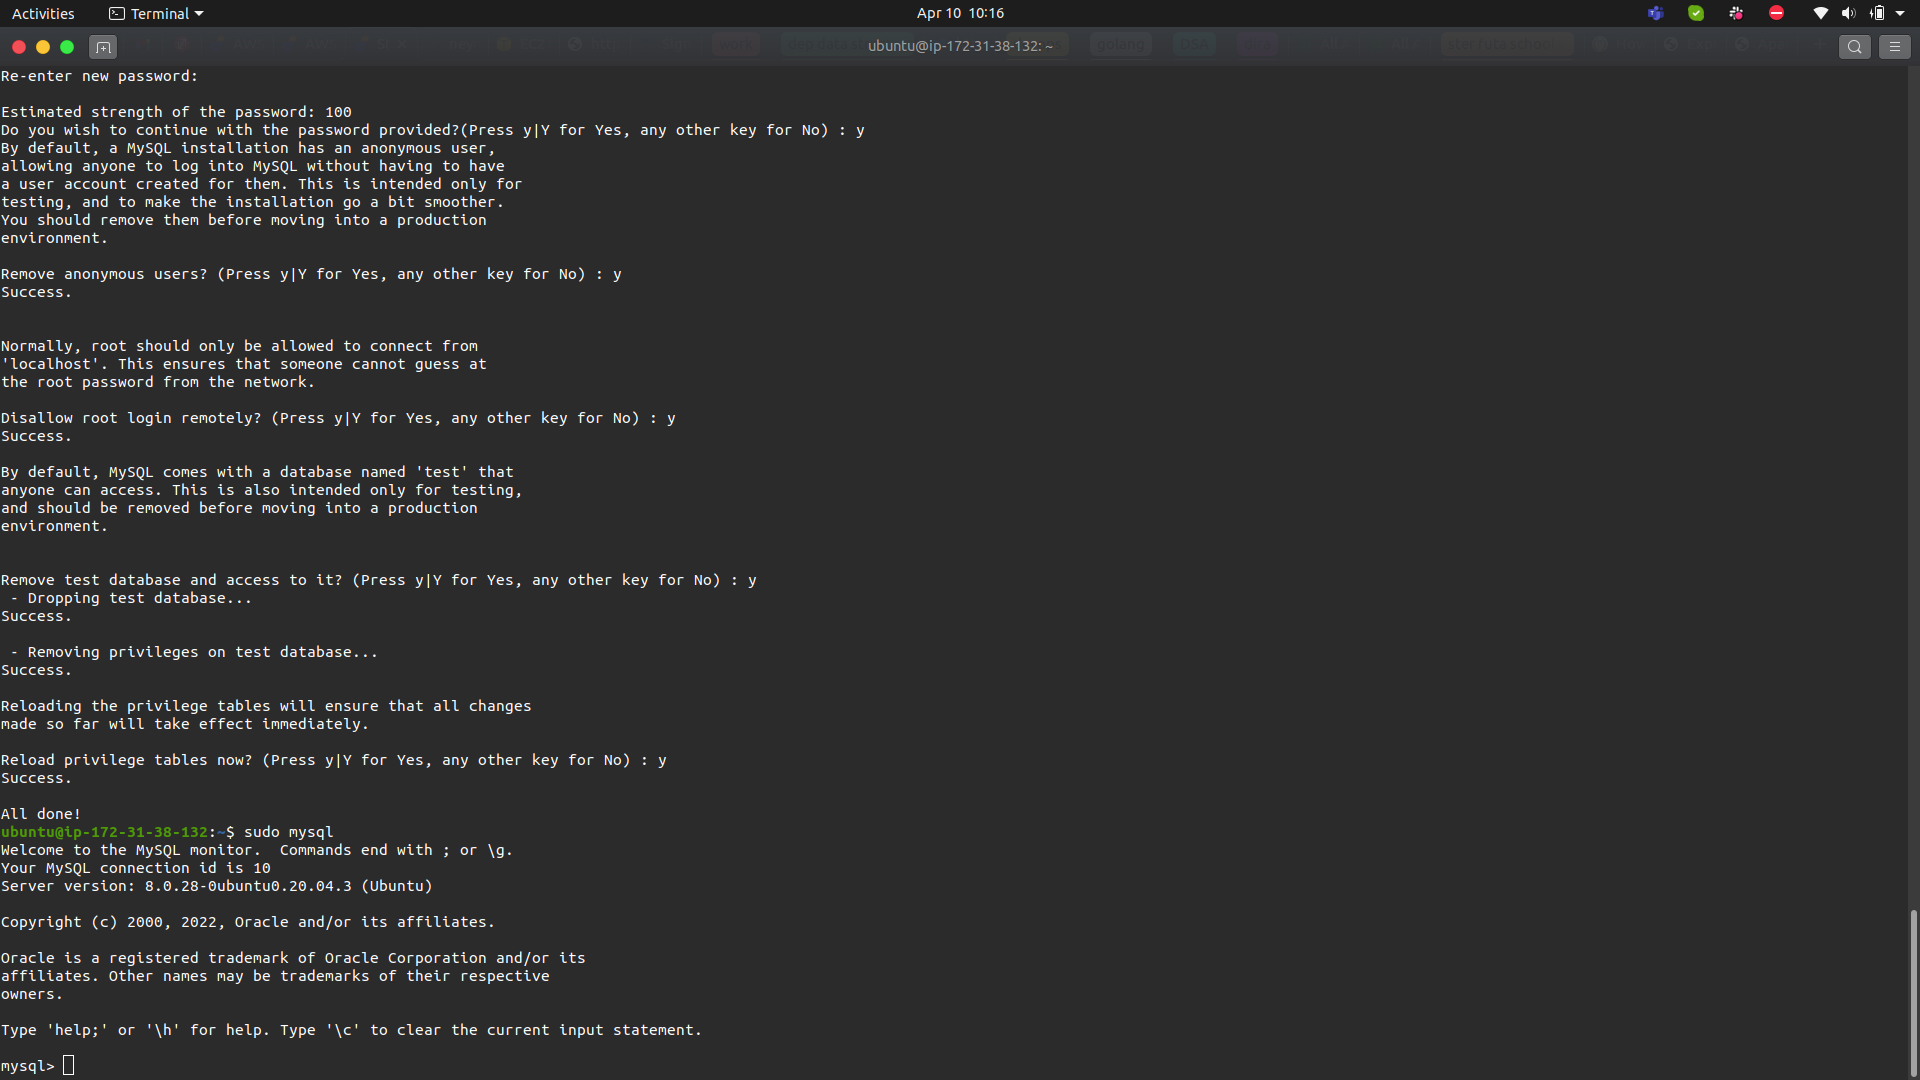 Activities
Terminal
Apr 10 10:16
ubuntu@ip-172-31-38-132: ~
golang
DSA
Re-enter new password:
Estimated strength of the password: 100
Do you wish to continue with the password provided?(Press y|Y for Yes, any other key for No) : y
By default, a MySQL installation has an anonymous user,
allowing anyone to log into MySQL without having to have
a user account created for them. This is intended only for
testing, and to make the installation go a bit smoother.
You should remove them before moving into a production
environment.
Remove anonymous users? (Press y|Y for Yes, any other key for No) : y
Success.
Normally, root should only be allowed to connect from
'localhost'. This ensures that someone cannot guess at
the root password from the network.
Disallow root login remotely? (Press y|Y for Yes, any other key for No) : y
Success.
By default, MySQL comes with a database named 'test' that
anyone can access. This is also intended only for testing,
and should be removed before moving into a production
environment.
Remove test database and access to it? (Press y|Y for Yes, any other key for No) : y
 - Dropping test database...
Success.
 - Removing privileges on test database...
Success.
Reloading the privilege tables will ensure that all changes
made so far will take effect immediately.
Reload privilege tables now? (Press y|Y for Yes, any other key for No) : y
Success.
All done!
ubuntu@ip-172-31-38-132:~$ sudo mysql
Welcome to the MySQL monitor.  Commands end with ; or \g.
Your MySQL connection id is 10
Server version: 8.0.28-0ubuntu0.20.04.3 (Ubuntu)
Copyright (c) 2000, 2022, Oracle and/or its affiliates.
Oracle is a registered trademark of Oracle Corporation and/or its
affiliates. Other names may be trademarks of their respective
owners.
Type 'help;' or '\h' for help. Type '\c' to clear the current input statement.
mysql>